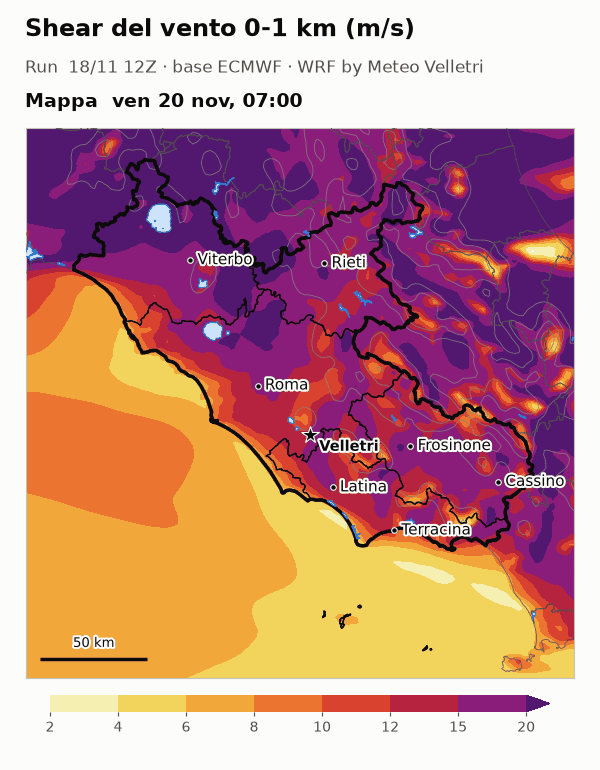 Shear del vento 0-1 km (m/s)
Run 18/11 12Z · base ECMWF · WRF by Meteo Velletri
Mappa ven 20 nov, 07:00
Viterbo
Rieti
Roma
Velletri
Frosinone
Cassino
Latina
Terracina
50 km
2 4 6 8 10 12 15 20